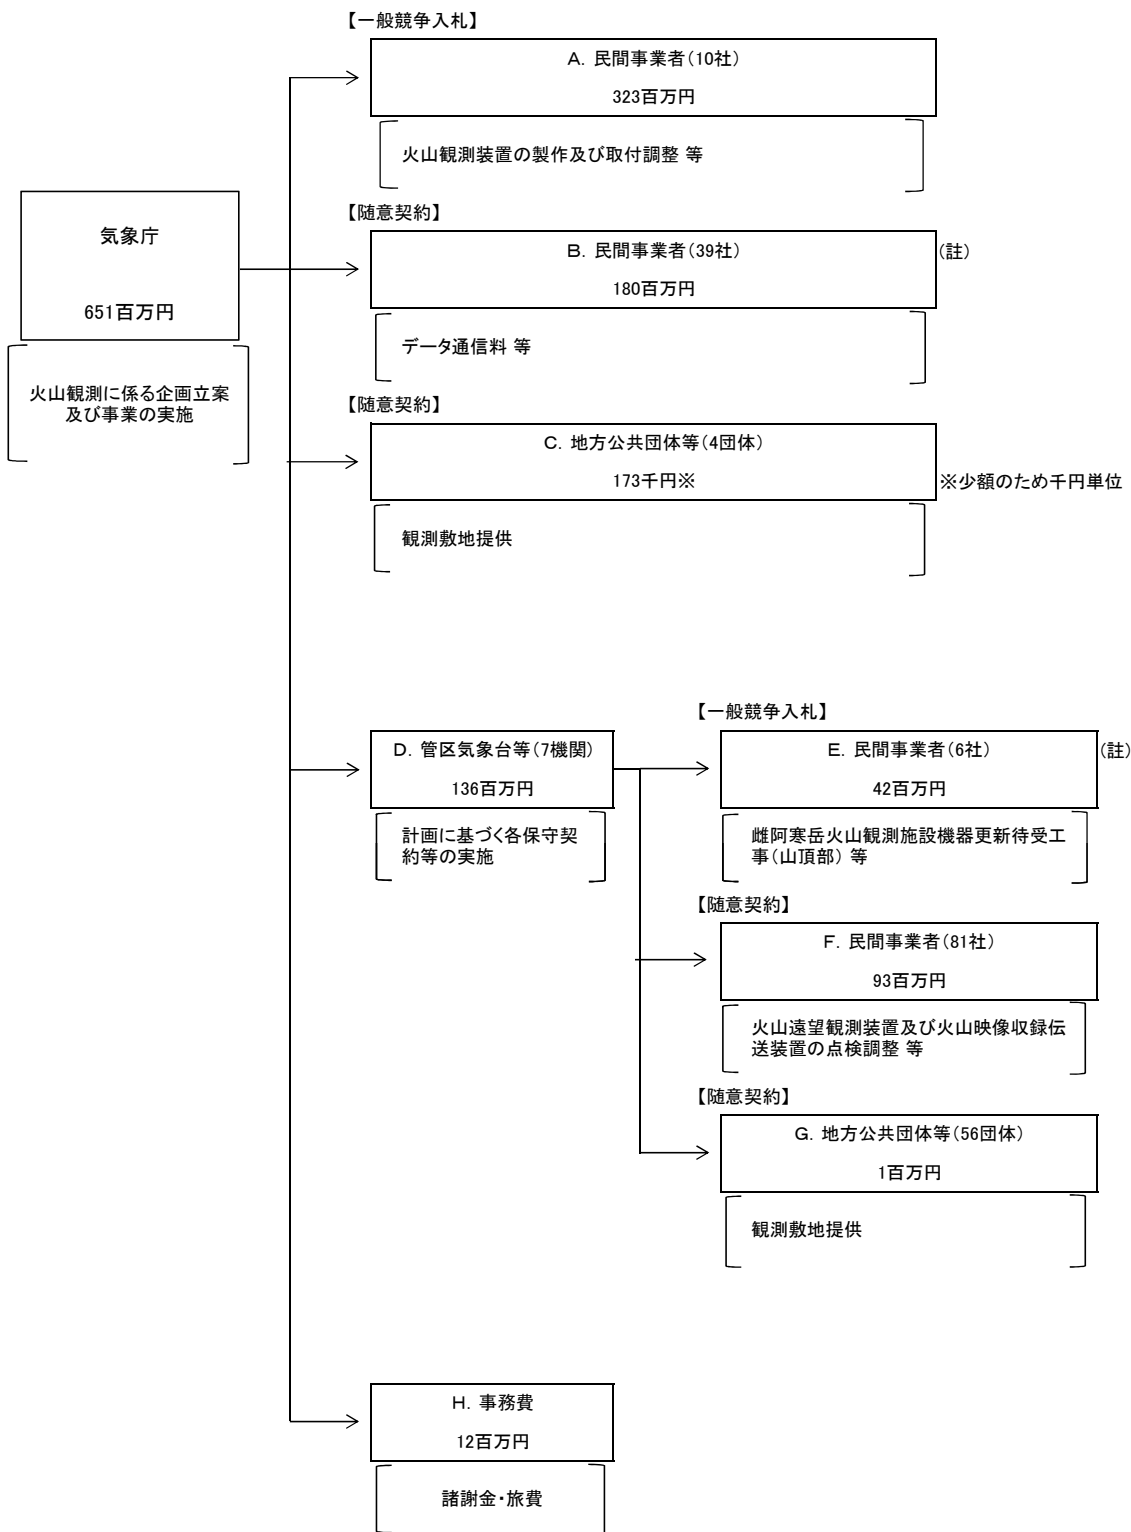 【一般競争入札】
A. 民間事業者(10社)
323百万円
火山観測装置の製作及び取付調整 等
気象庁
651百万円
火山観測に係る企画立案
及び事業の実施
【随意契約】
B. 民間事業者(39社)
(註)
180百万円
データ通信料 等
【随意契約】
C. 地方公共団体等(4団体)
173千円※
※少額のため千円単位
観測敷地提供
D. 管区気象台等(7機関)
136百万円
計画に基づく各保守契
約等の実施
【一般競争入札】
E. 民間事業者(6社)
(註)
42百万円
雌阿寒岳火山観測施設機器更新待受工
事(山頂部) 等
【随意契約】
F. 民間事業者(81社)
93百万円
火山遠望観測装置及び火山映像収録伝
送装置の点検調整 等
【随意契約】
G. 地方公共団体等(56団体)
1百万円
観測敷地提供
H. 事務費
12百万円
諸謝金・旅費